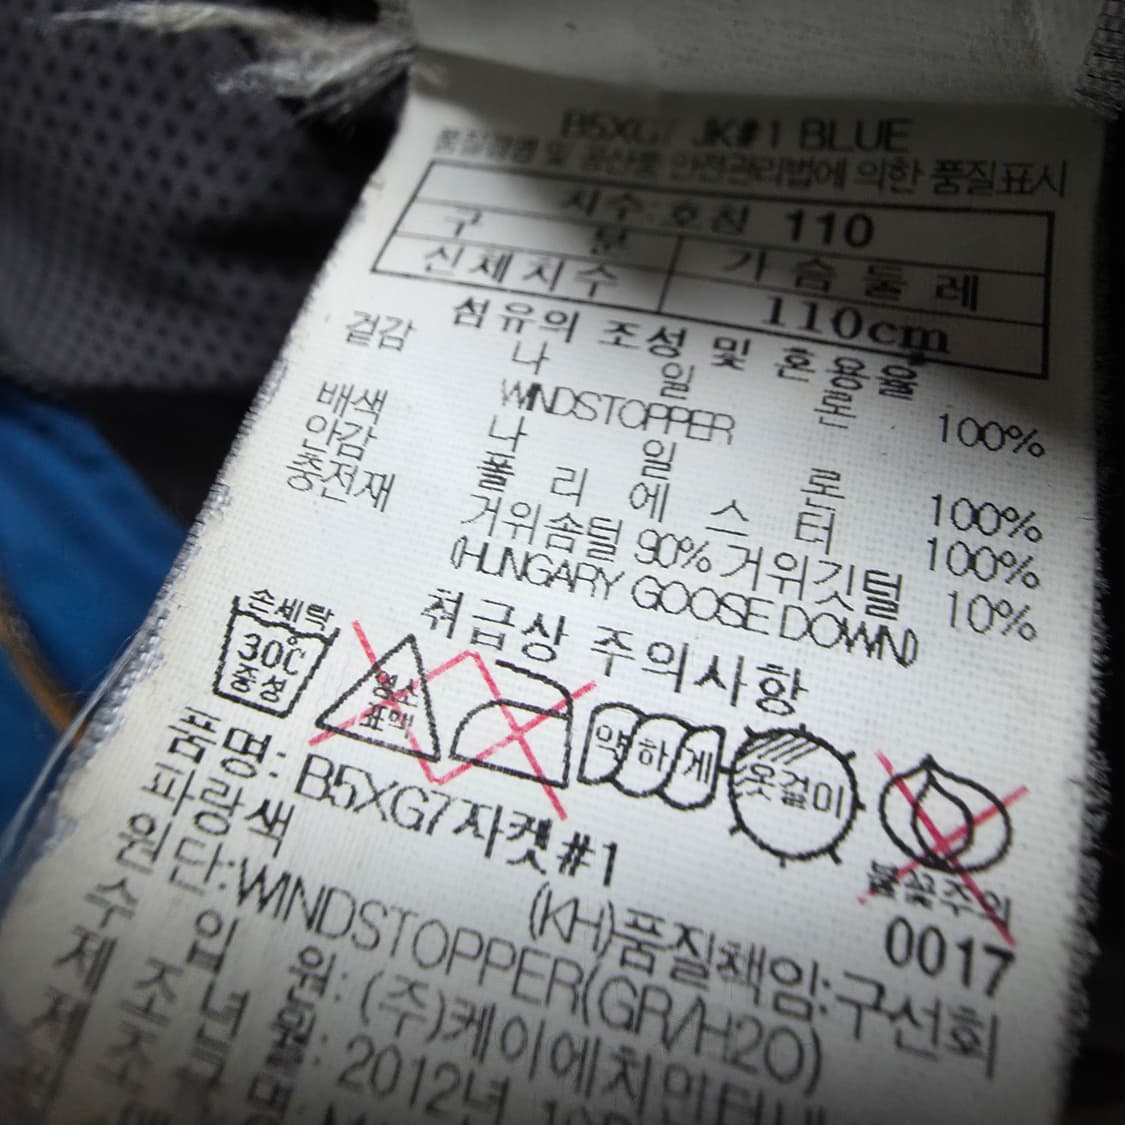 B5XG7 JK#1 BLUE
품질경영 및 공산품 안전관리법에 의한 품질표시
치수:호칭 110
구 분 가슴둘레
신체치수 110cm
섬유의 조성 및 혼용율
겉감 나 일 론 100%
WINDSTOPPER
배색 나 일 론 100%
안감 폴 리 에 스 터 100%
충전재 거위솜털 90% 거위깃털 10%
(HUNGARY GOOSE DOWN)
취급상 주의사항
손세탁
30℃
중성
염소
표백
약하게
옷걸이
불꽃주의
0017
품 명: B5XG7자켓#1
바랑색
(KH)품질책임:구선회
원 단:WINDSTOPPER(GR/H2O)
수 입 원: (주)케이에치인터내
제 조 년 월: 2012년